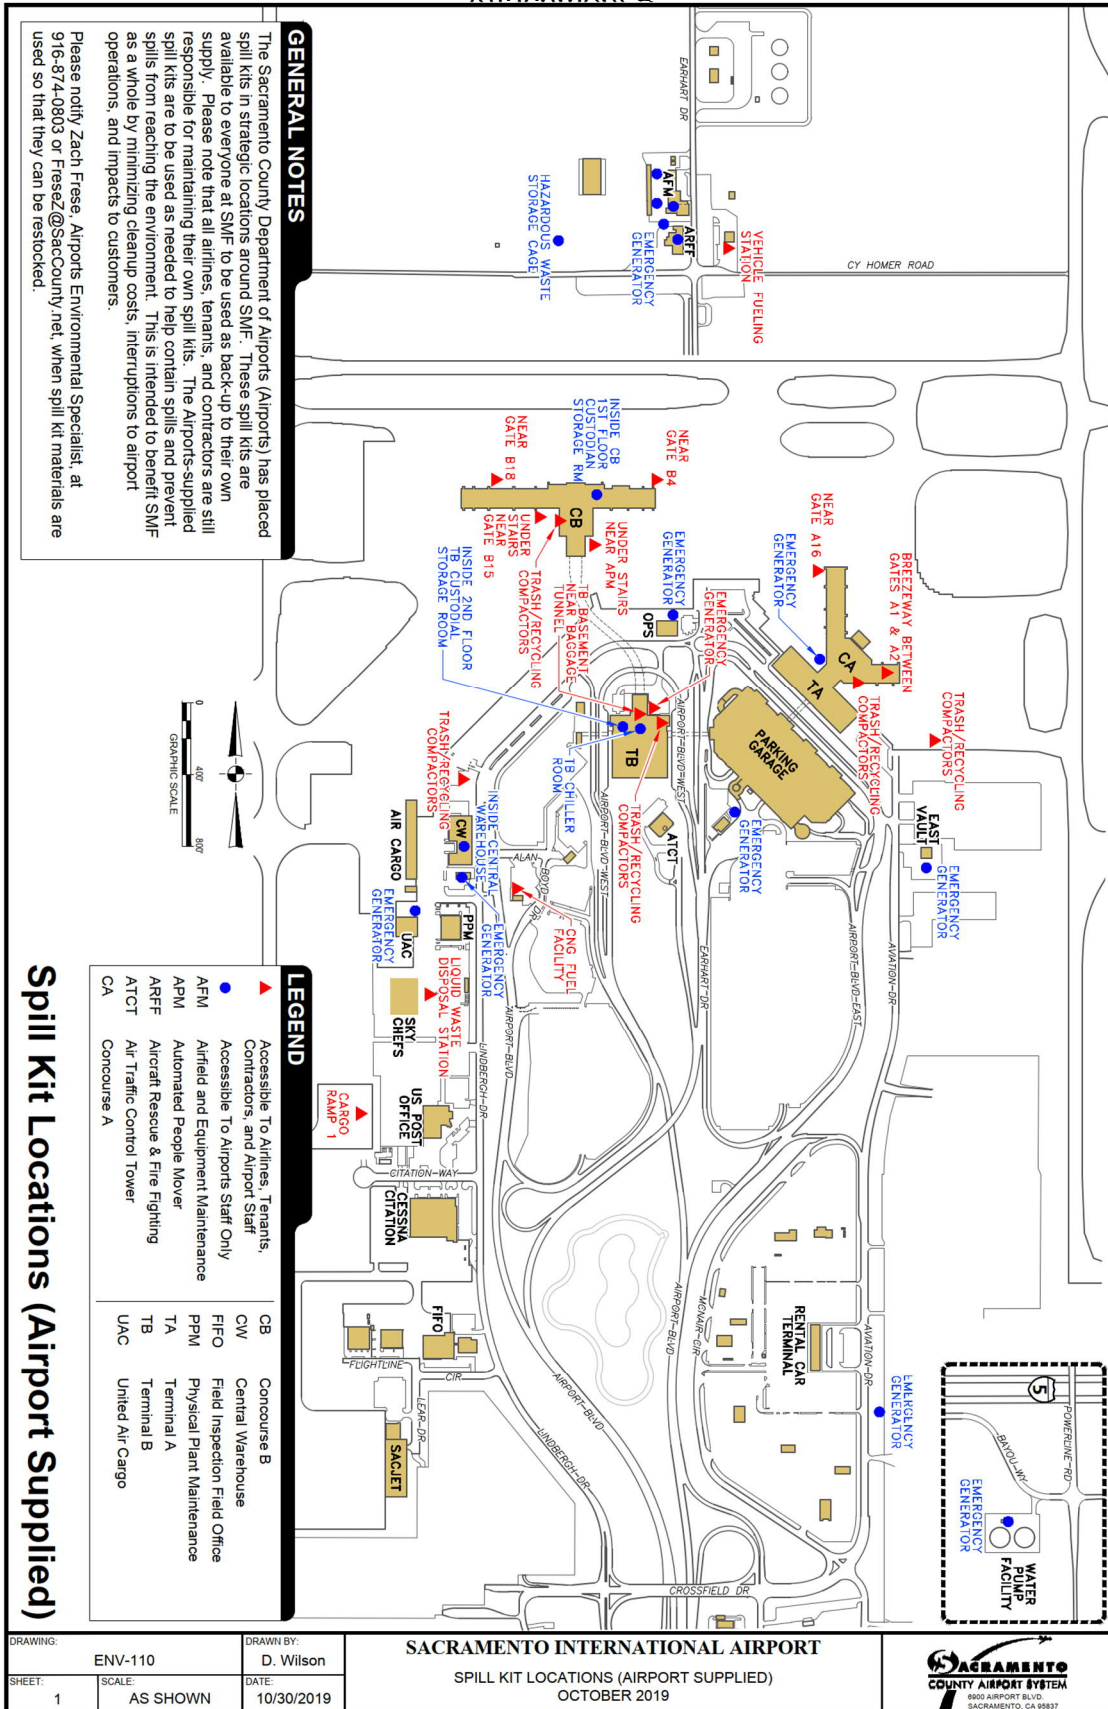 GENERAL NOTES
The Sacramento County Department of Airports (Airports) has placed
spill kits in strategic locations around SMF. These spill kits are
available to everyone at SMF to be used as back-up to their own
supply. Please note that all airlines, tenants, and contractors are still
responsible for maintaining their own spill kits. The Airports-supplied
spill kits are to be used as needed to help contain spills and prevent
spills from reaching the environment. This is intended to benefit SMF
as a whole by minimizing cleanup costs, interruptions to airport
operations, and impacts to customers.
Please notify Zach Frese, Airports Environmental Specialist, at
916-874-0803 or FreseZ@SacCounty.net, when spill kit materials are
used so that they can be restocked.
EARHART DR
AFM
ARFF
HAZARDOUS WASTE
STORAGE CAGE
EMERGENCY
GENERATOR
VEHICLE FUELING
STATION
CY HOMER ROAD
INSIDE CB
1ST FLOOR
CUSTODIAN
STORAGE RM
NEAR
GATE B18
NEAR
GATE B4
CB
UNDER
STAIRS
NEAR
GATE B15
TRASH/RECYCLING
COMPACTORS
UNDER STAIRS
NEAR APM
TB BASEMENT
NEAR BAGGAGE
TUNNEL
INSIDE 2ND FLOOR
TB CUSTODIAL
STORAGE ROOM
EMERGENCY
GENERATOR
OPS
EMERGENCY
GENERATOR
NEAR
GATE A16
EMERGENCY
GENERATOR
BREEZEWAY BETWEEN
GATES A1 & A2
CA
TA
TRASH/RECYCLING
COMPACTORS
TRASH/RECYCLING
COMPACTORS
PARKING
GARAGE
AIRPORT-BLVD-WEST
TB
TB CHILLER
ROOM
TRASH/RECYCLING
COMPACTORS
AIRPORT-BLVD-WEST
ATCT
EMERGENCY
GENERATOR
EAST
VAULT
EMERGENCY
GENERATOR
TRASH/RECYCLING
COMPACTORS
INSIDE CENTRAL
WAREHOUSE
CW
AIR CARGO
ALAN
BOYD
DR
EMERGENCY
GENERATOR
CNG FUEL
FACILITY
UAC
EMERGENCY
GENERATOR
PPM
LIQUID WASTE
DISPOSAL STATION
SKY
CHEFS
EARHART-DR
AIRPORT-BLVD-EAST
AVIATION-DR
AIRPORT-BLVD
LINDBERGH-DR
CARGO
RAMP 1
US POST
OFFICE
CITATION-WAY
CESSNA
CITATION
AIRPORT-BLVD
MCNAIR-CIR
RENTAL CAR
TERMINAL
AVIATION-DR
EMERGENCY
GENERATOR
FIFO
FLIGHTLINE
CIR
LEAR-DR
SACJET
AIRPORT-BLVD
LINDBERGH-DR
CROSSFIELD DR
5
POWERLINE-RD
BAYOU-WY
EMERGENCY
GENERATOR
WATER
PUMP
FACILITY
0
400'
800'
GRAPHIC SCALE
LEGEND
Accessible To Airlines, Tenants,
Contractors, and Airport Staff
Accessible To Airports Staff Only
AFM Airfield and Equipment Maintenance
APM Automated People Mover
ARFF Aircraft Rescue & Fire Fighting
ATCT Air Traffic Control Tower
CA Concourse A
CB Concourse B
CW Central Warehouse
FIFO Field Inspection Field Office
PPM Physical Plant Maintenance
TA Terminal A
TB Terminal B
UAC United Air Cargo
Spill Kit Locations (Airport Supplied)
DRAWING:
ENV-110
DRAWN BY:
D. Wilson
SHEET:
1
SCALE:
AS SHOWN
DATE:
10/30/2019
SACRAMENTO INTERNATIONAL AIRPORT
SPILL KIT LOCATIONS (AIRPORT SUPPLIED)
OCTOBER 2019
SACRAMENTO
COUNTY AIRPORT SYSTEM
6900 AIRPORT BLVD.
SACRAMENTO, CA 95837